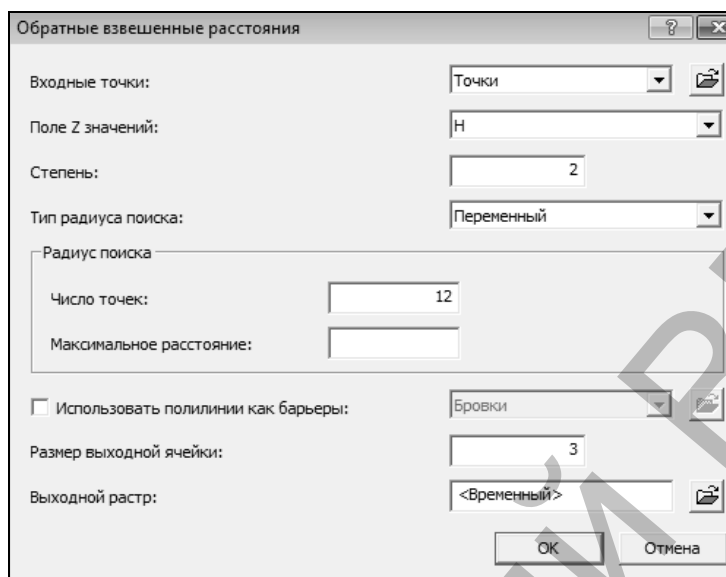 Обратные взвешенные расстояния
Входные точки: Точки
Поле Z значений: H
Степень: 2
Тип радиуса поиска: Переменный
Радиус поиска
Число точек: 12
Максимальное расстояние:
Использовать полилинии как барьеры: Бровки
Размер выходной ячейки: 3
Выходной растр: <Временный>
OK Отмена